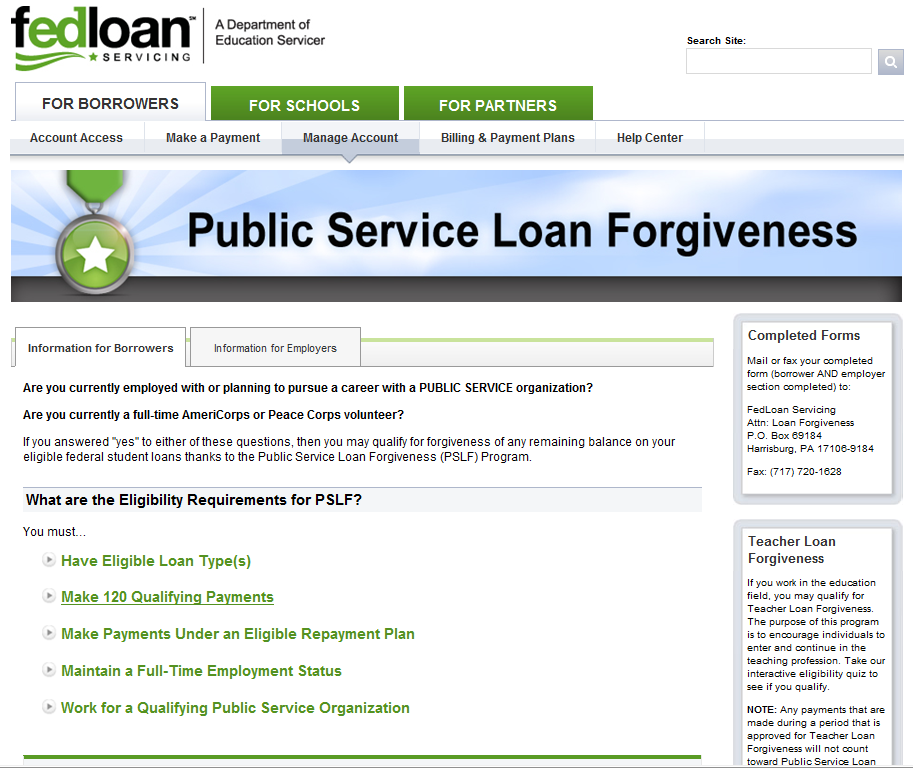 fedloan℠
SERVICING
A Department of
Education Servicer
Search Site:
FOR BORROWERS
FOR SCHOOLS
FOR PARTNERS
Account Access
Make a Payment
Manage Account
Billing & Payment Plans
Help Center
Public Service Loan Forgiveness
Information for Borrowers
Information for Employers
Are you currently employed with or planning to pursue a career with a PUBLIC SERVICE organization?
Are you currently a full-time AmeriCorps or Peace Corps volunteer?
If you answered "yes" to either of these questions, then you may qualify for forgiveness of any remaining balance on your
eligible federal student loans thanks to the Public Service Loan Forgiveness (PSLF) Program.
What are the Eligibility Requirements for PSLF?
You must...
Have Eligible Loan Type(s)
Make 120 Qualifying Payments
Make Payments Under an Eligible Repayment Plan
Maintain a Full-Time Employment Status
Work for a Qualifying Public Service Organization
Completed Forms
Mail or fax your completed
form (borrower AND employer
section completed) to:
FedLoan Servicing
Attn: Loan Forgiveness
P.O. Box 69184
Harrisburg, PA 17106-9184
Fax: (717) 720-1628
Teacher Loan
Forgiveness
If you work in the education
field, you may qualify for
Teacher Loan Forgiveness.
The purpose of this program
is to encourage individuals to
enter and continue in the
teaching profession. Take our
interactive eligibility quiz to
see if you qualify.
NOTE: Any payments that are
made during a period that is
approved for Teacher Loan
Forgiveness will not count
toward Public Service Loan